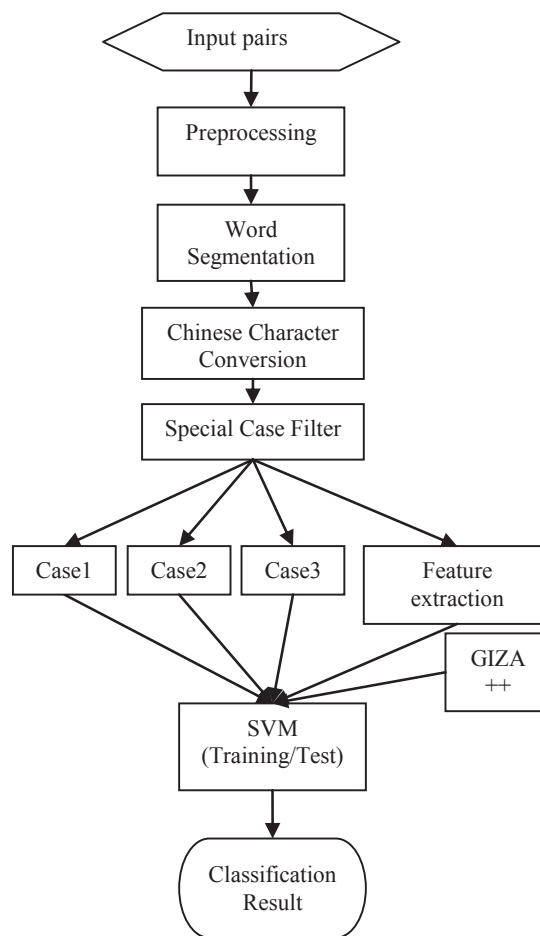 Input pairs
Preprocessing
Word
Segmentation
Chinese Character
Conversion
Special Case Filter
Case1
Case2
Case3
Feature
extraction
GIZA
++
SVM
(Training/Test)
Classification
Result